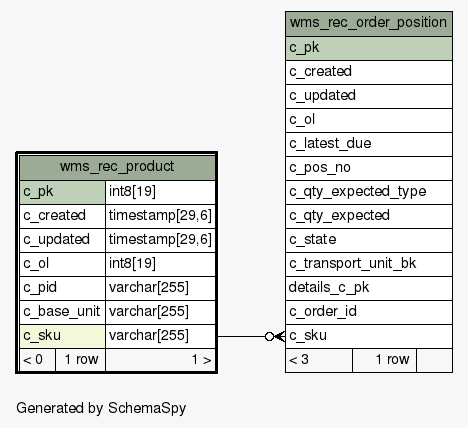 wms_rec_order_position
c_pk
c_created
c_updated
c_ol
c_latest_due
c_pos_no
c_qty_expected_type
c_qty_expected
c_state
c_transport_unit_bk
details_c_pk
c_order_id
c_sku
< 3 1 row
wms_rec_product
c_pk int8[19]
c_created timestamp[29,6]
c_updated timestamp[29,6]
c_ol int8[19]
c_pid varchar[255]
c_base_unit varchar[255]
c_sku varchar[255]
< 0 1 row 1 >
Generated by SchemaSpy